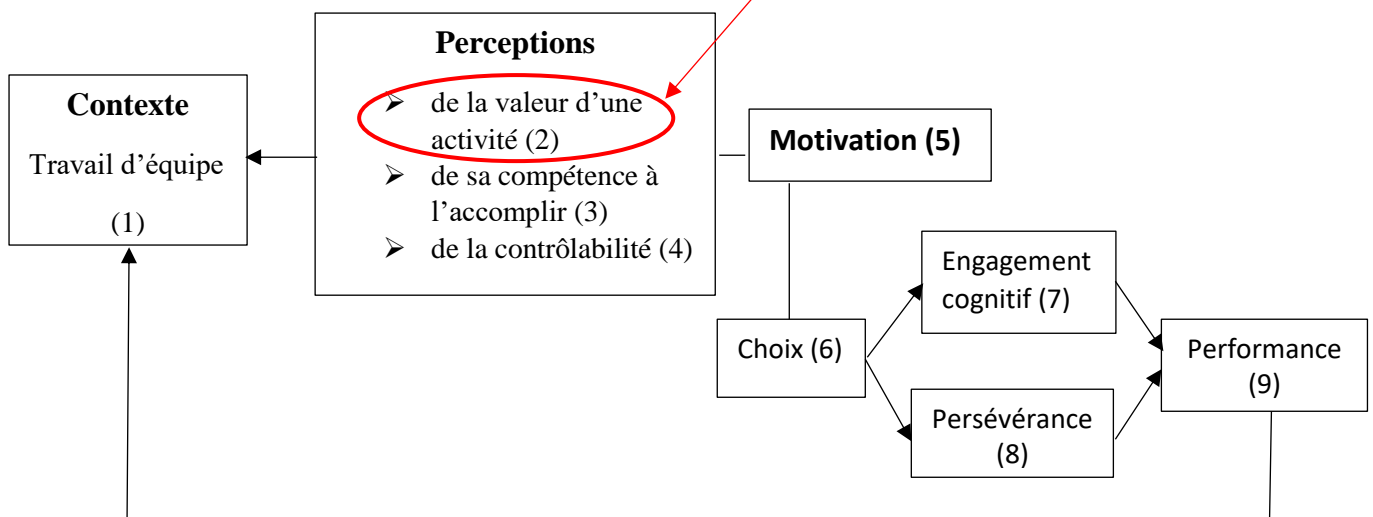 Perceptions
➢ de la valeur d’une
activité (2)
➢ de sa compétence à
l’accomplir (3)
➢ de la contrôlabilité (4)
Contexte
Travail d’équipe
(1)
Motivation (5)
Choix (6)
Engagement
cognitif (7)
Persévérance
(8)
Performance
(9)